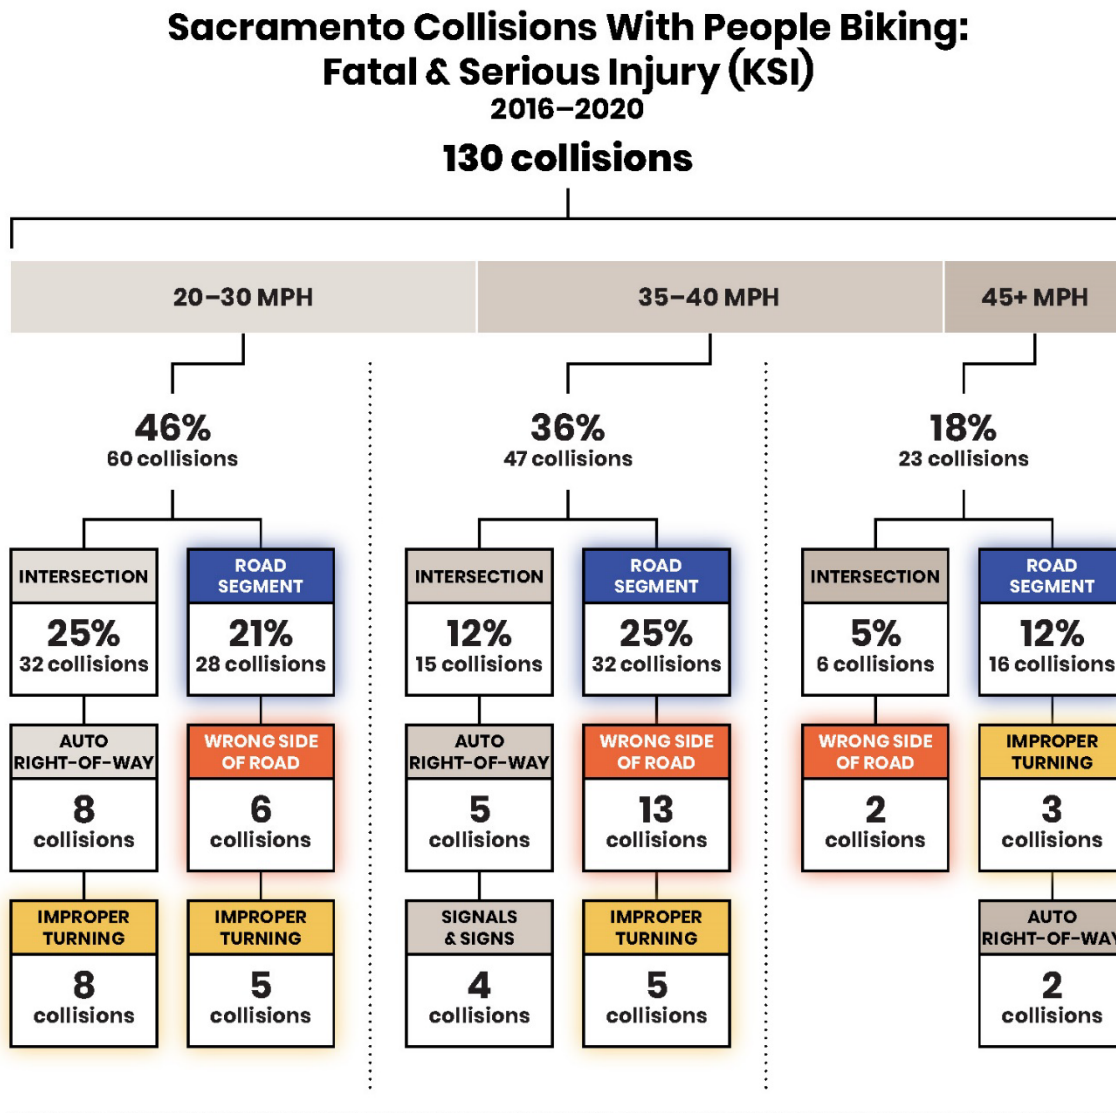 Sacramento Collisions With People Biking:
Fatal & Serious Injury (KSI)
2016–2020
130 collisions
20–30 MPH
35–40 MPH
45+ MPH
46%
60 collisions
36%
47 collisions
18%
23 collisions
INTERSECTION
25%
32 collisions
ROAD
SEGMENT
21%
28 collisions
INTERSECTION
12%
15 collisions
ROAD
SEGMENT
25%
32 collisions
INTERSECTION
5%
6 collisions
ROAD
SEGMENT
12%
16 collisions
AUTO
RIGHT-OF-WAY
8
collisions
WRONG SIDE
OF ROAD
6
collisions
AUTO
RIGHT-OF-WAY
5
collisions
WRONG SIDE
OF ROAD
13
collisions
WRONG SIDE
OF ROAD
2
collisions
IMPROPER
TURNING
3
collisions
IMPROPER
TURNING
8
collisions
IMPROPER
TURNING
5
collisions
SIGNALS
& SIGNS
4
collisions
IMPROPER
TURNING
5
collisions
AUTO
RIGHT-OF-WAY
2
collisions